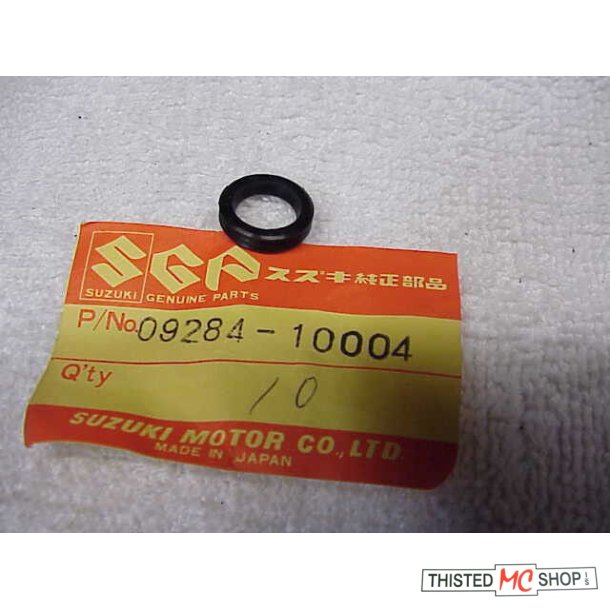 SGP スズキ純正部品
SUZUKI GENUINE PARTS
P/No. 09284-10004
Q'ty 10
SUZUKI MOTOR CO., LTD.
MADE IN JAPAN
THISTED MC SHOP I/S